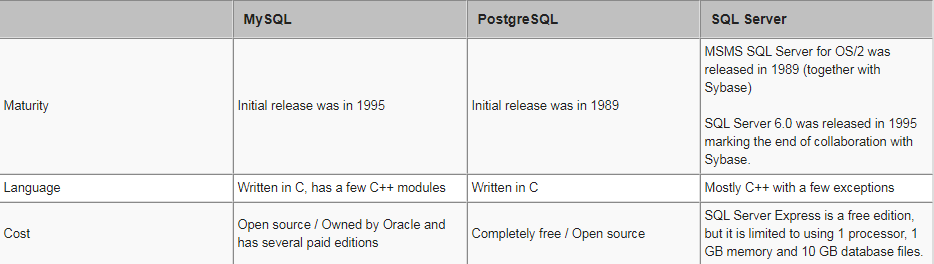 MySQL PostgreSQL SQL Server
Maturity
Initial release was in 1995
Initial release was in 1989
MSMS SQL Server for OS/2 was
released in 1989 (together with
Sybase)
SQL Server 6.0 was released in 1995
marking the end of collaboration with
Sybase.
Language
Written in C, has a few C++ modules
Written in C
Mostly C++ with a few exceptions
Cost
Open source / Owned by Oracle and
has several paid editions
Completely free / Open source
SQL Server Express is a free edition,
but it is limited to using 1 processor, 1
GB memory and 10 GB database files.